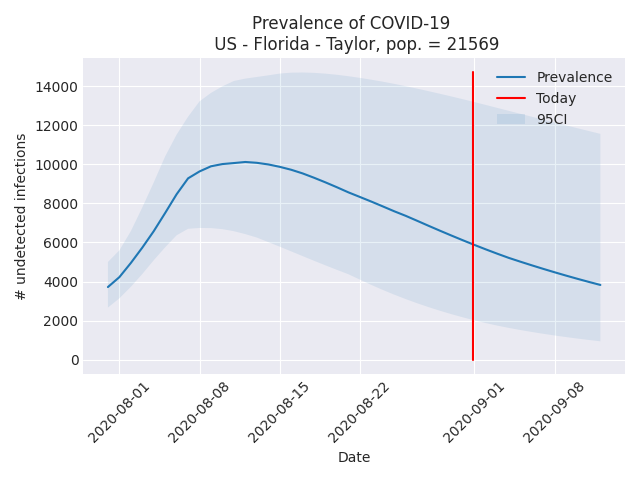 Prevalence of COVID-19
US - Florida - Taylor, pop. = 21569
# undetected infections
14000
12000
10000
8000
6000
4000
2000
0
Prevalence
Today
95CI
2020-08-01
2020-08-08
2020-08-15
2020-08-22
2020-09-01
2020-09-08
Date